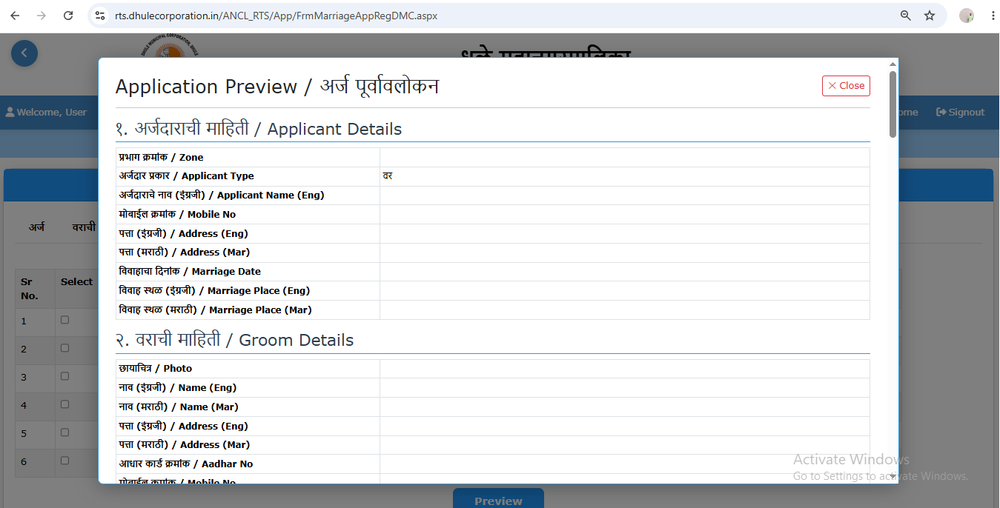 rts.dhulecorporation.in/ANCL_RTS/App/FrmMarriageAppRegDMC.aspx
DHULE MUNICIPAL CORPORATION, DHULE
Welcome, User
Signout
Application Preview / अर्ज पूर्वावलोकन
Close
१. अर्जदाराची माहिती / Applicant Details
प्रभाग क्रमांक / Zone
अर्जदार प्रकार / Applicant Type वर
अर्जदाराचे नाव (इंग्रजी) / Applicant Name (Eng)
मोबाईल क्रमांक / Mobile No
पत्ता (इंग्रजी) / Address (Eng)
पत्ता (मराठी) / Address (Mar)
विवाहाचा दिनांक / Marriage Date
विवाह स्थळ (इंग्रजी) / Marriage Place (Eng)
विवाह स्थळ (मराठी) / Marriage Place (Mar)
२. वराची माहिती / Groom Details
छायाचित्र / Photo
नाव (इंग्रजी) / Name (Eng)
नाव (मराठी) / Name (Mar)
पत्ता (इंग्रजी) / Address (Eng)
पत्ता (मराठी) / Address (Mar)
आधार कार्ड क्रमांक / Aadhar No
मोबाईल क्रमांक / Mobile No
अर्ज वराची
Sr No. Select
1
2
3
4
5
6
Preview
Activate Windows
Go to Settings to activate Windows.